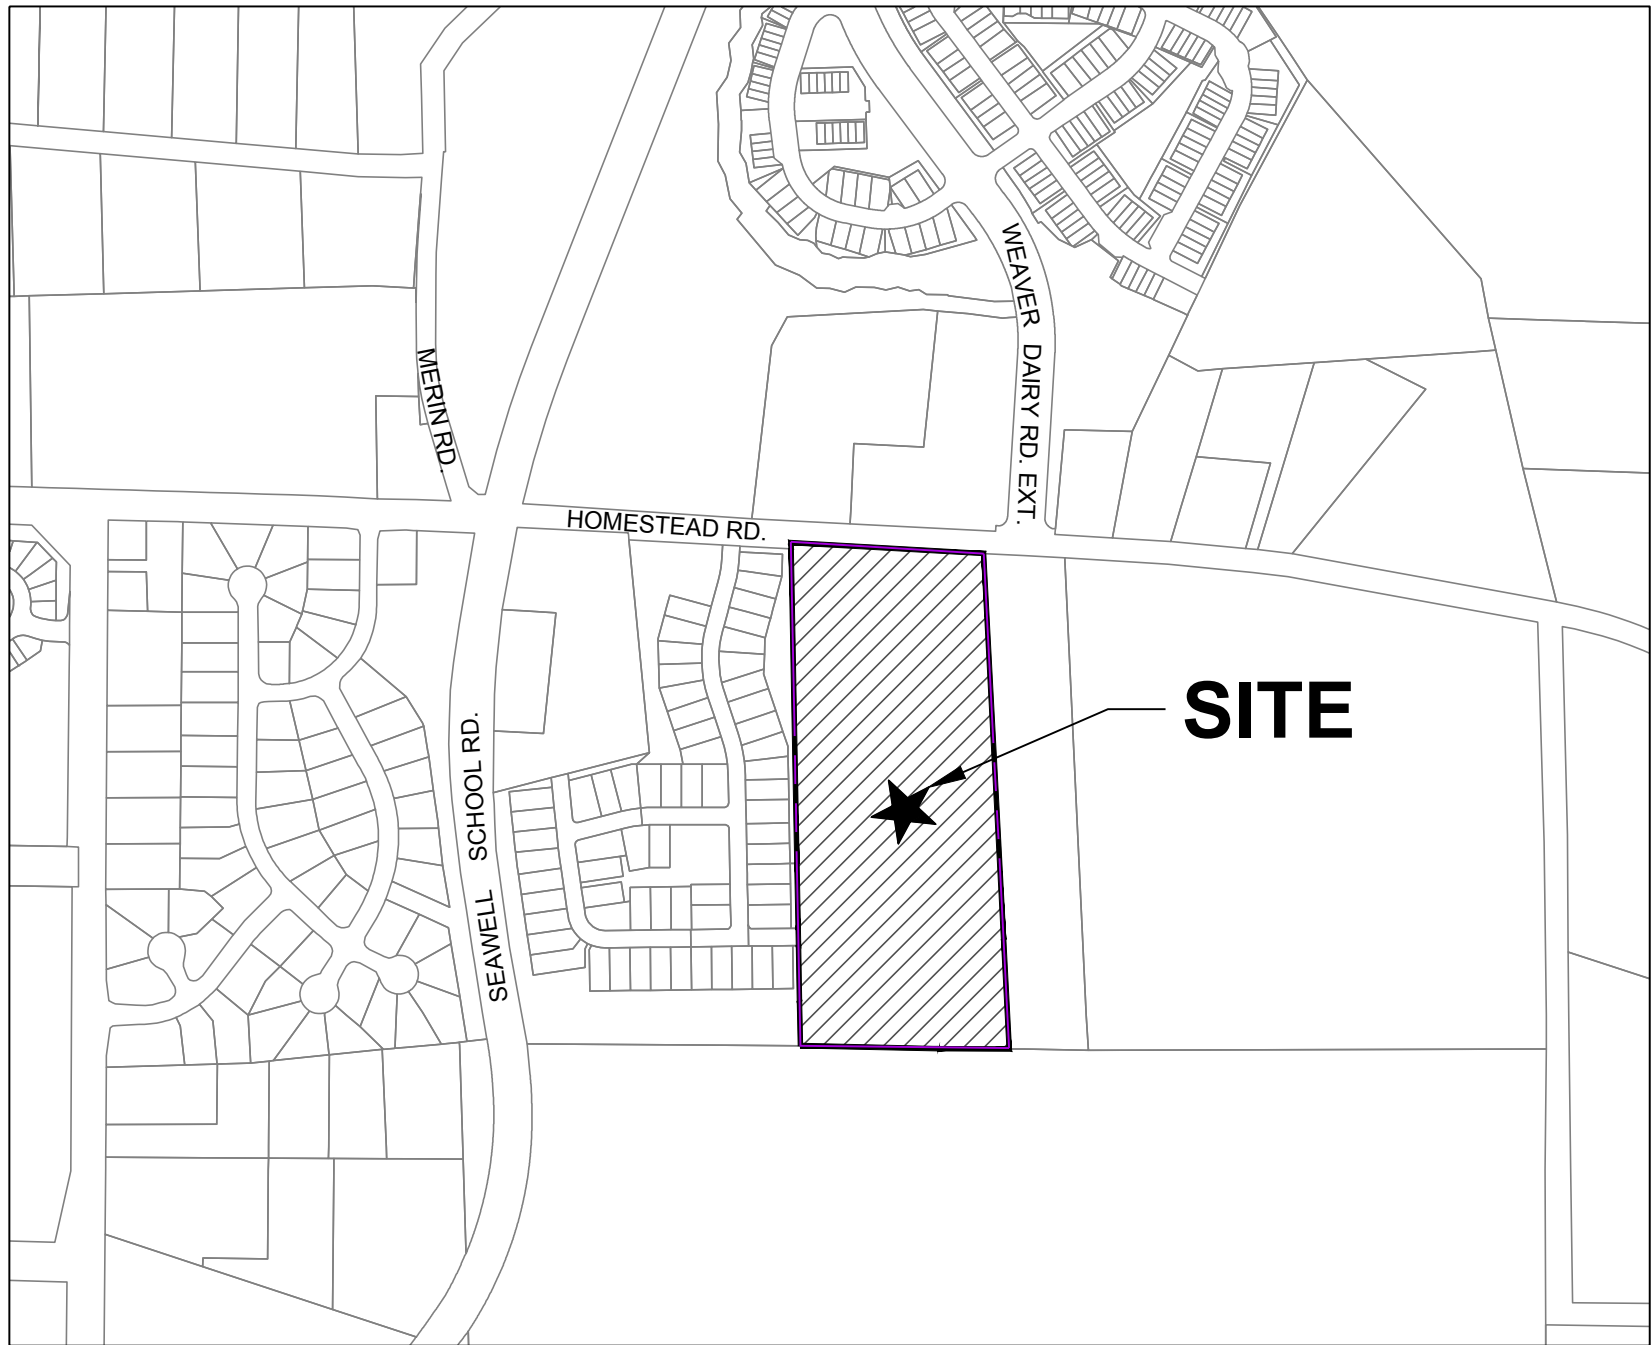 WEAVER DAIRY RD. EXT.
MERIN RD.
HOMESTEAD RD.
SITE
SEAWELL SCHOOL RD.